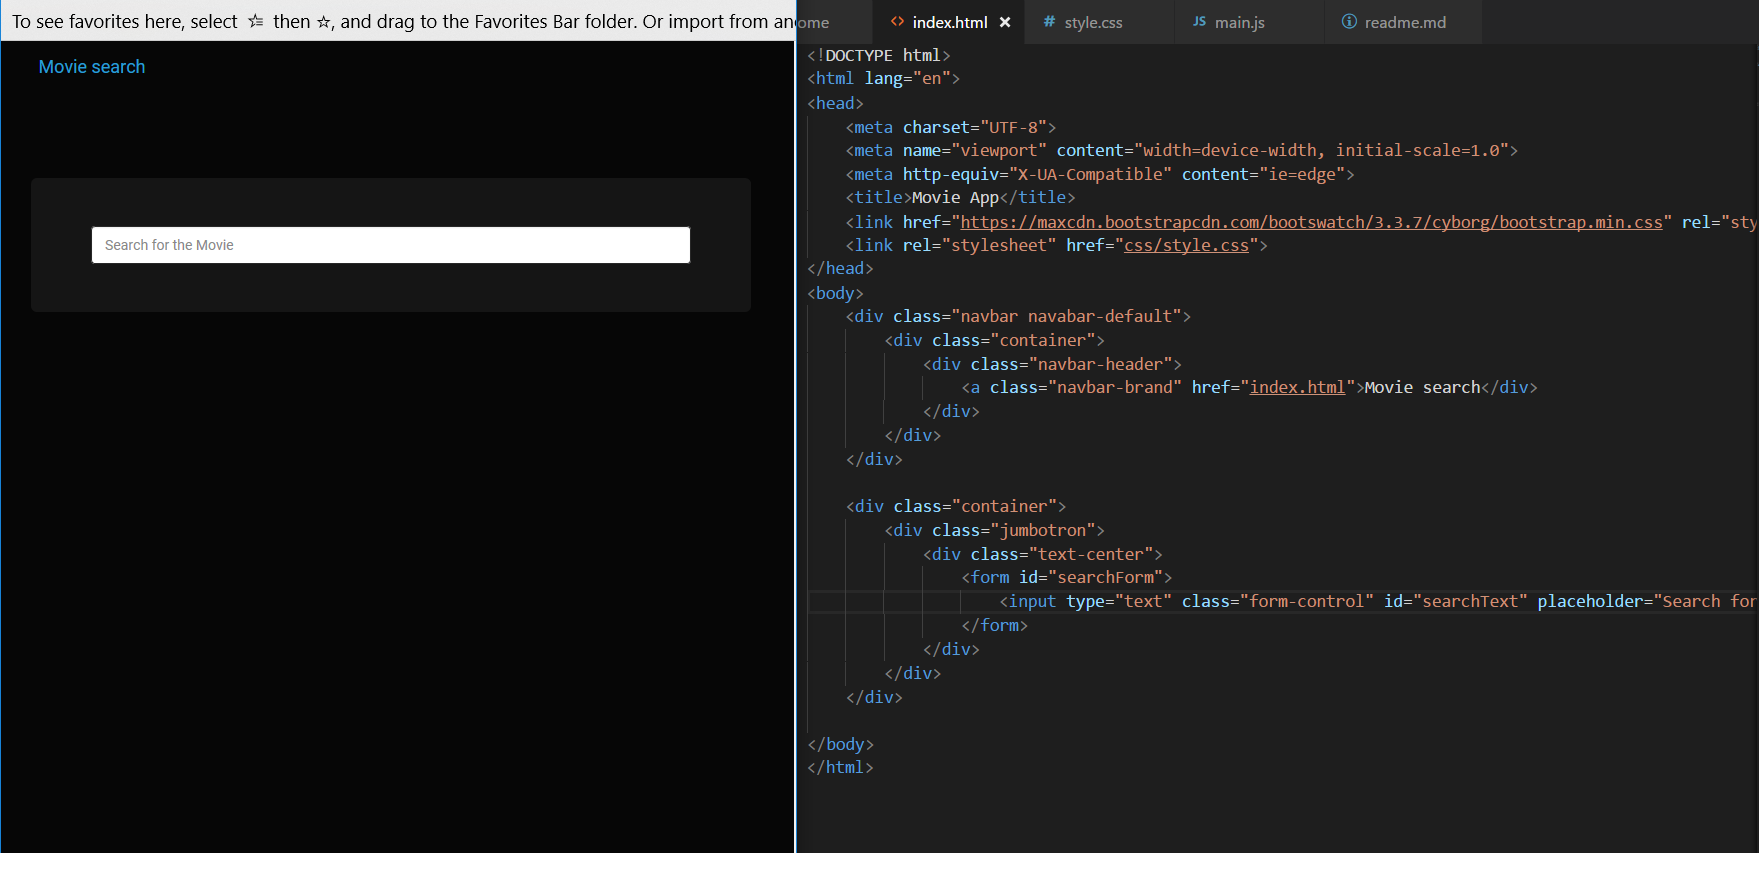 To see favorites here, select then , and drag to the Favorites Bar folder. Or import from an
Movie search
Search for the Movie
ome <> index.html × # style.css JS main.js readme.md
<!DOCTYPE html>
<html lang="en">
<head>
<meta charset="UTF-8">
<meta name="viewport" content="width=device-width, initial-scale=1.0">
<meta http-equiv="X-UA-Compatible" content="ie=edge">
<title>Movie App</title>
<link href="https://maxcdn.bootstrapcdn.com/bootswatch/3.3.7/cyborg/bootstrap.min.css" rel="sty
<link rel="stylesheet" href="css/style.css">
</head>
<body>
<div class="navbar navabar-default">
<div class="container">
<div class="navbar-header">
<a class="navbar-brand" href="index.html">Movie search</div>
</div>
</div>
</div>
<div class="container">
<div class="jumbotron">
<div class="text-center">
<form id="searchForm">
<input type="text" class="form-control" id="searchText" placeholder="Search for
</form>
</div>
</div>
</div>
</body>
</html>